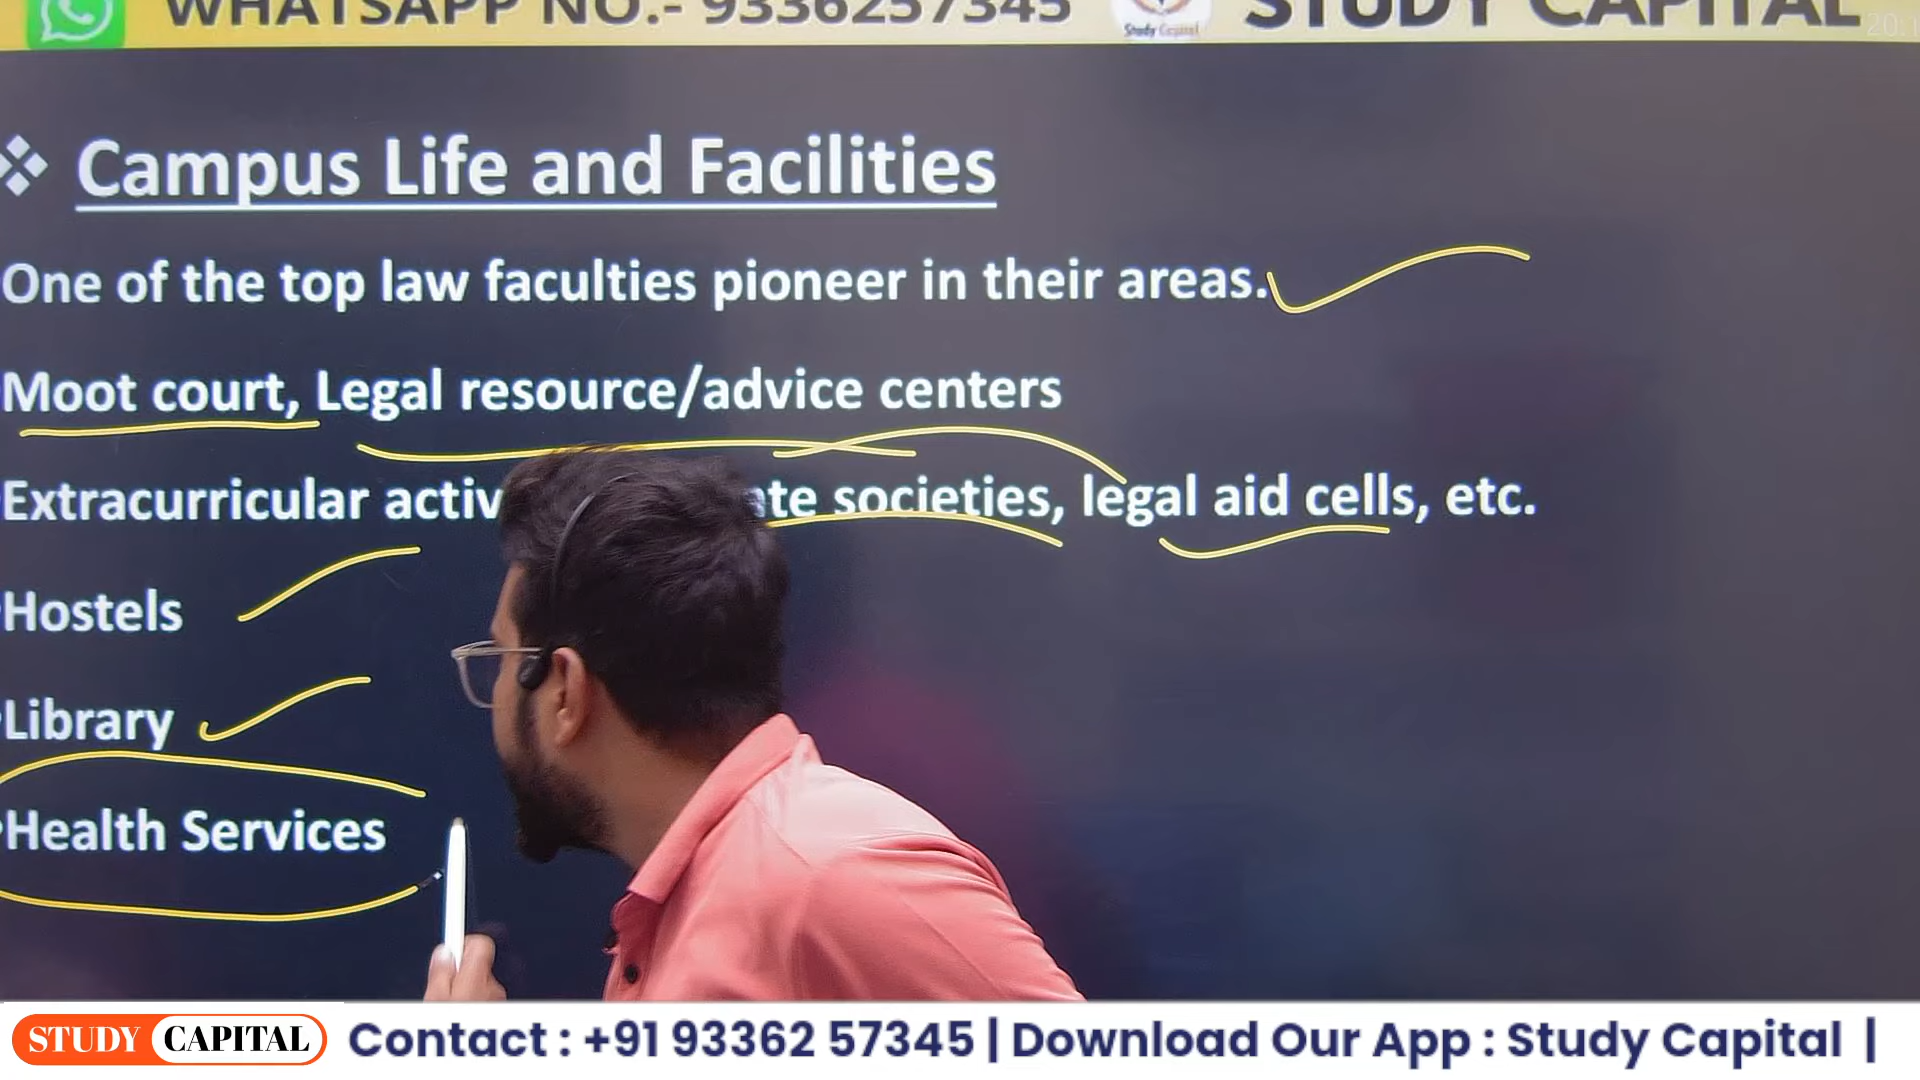 WHATSAPP NO.- 9336257345 Study Capital STUDY CAPITAL
❖ Campus Life and Facilities
One of the top law faculties pioneer in their areas.
Moot court, Legal resource/advice centers
Extracurricular activ te societies, legal aid cells, etc.
Hostels
Library
Health Services
STUDY CAPITAL Contact : +91 93362 57345 | Download Our App : Study Capital |